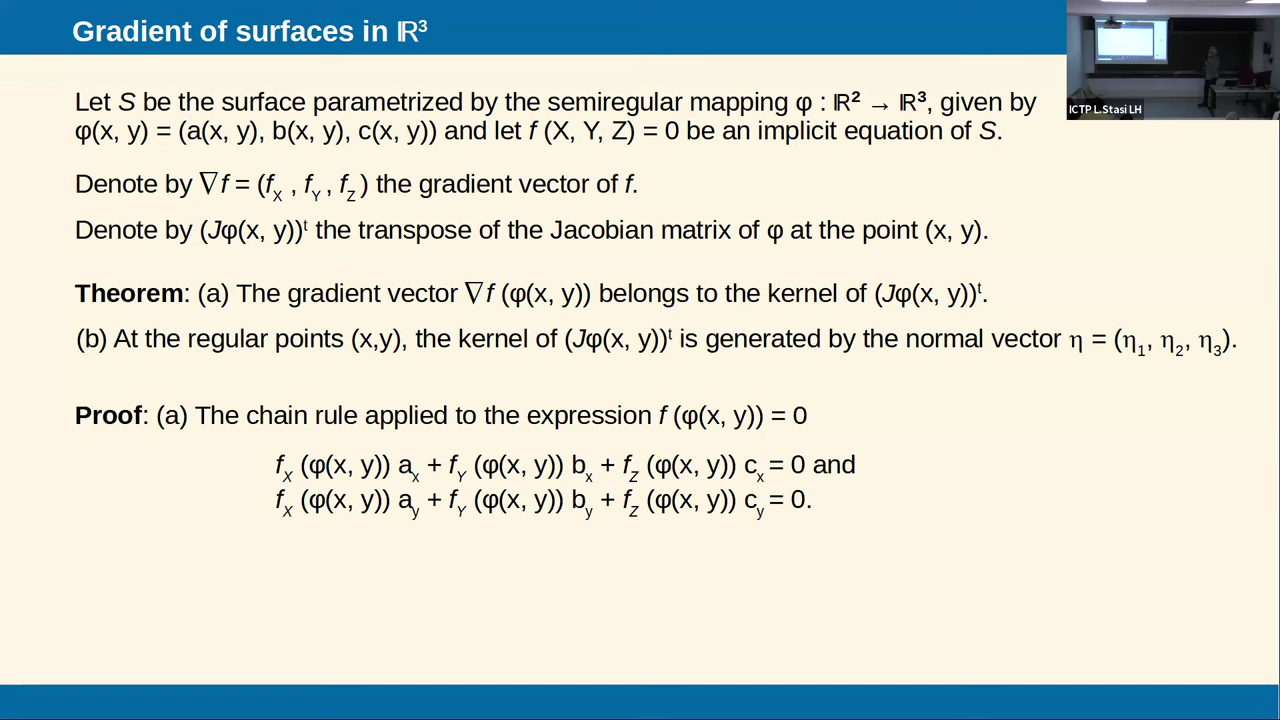 Gradient of surfaces in ℝ³
ICTP L.Stasi LH
Let S be the surface parametrized by the semiregular mapping φ : ℝ² → ℝ³, given by
φ(x, y) = (a(x, y), b(x, y), c(x, y)) and let f (X, Y, Z) = 0 be an implicit equation of S.
Denote by ∇f = (f_X , f_Y , f_Z ) the gradient vector of f.
Denote by (Jφ(x, y))ᵗ the transpose of the Jacobian matrix of φ at the point (x, y).
Theorem: (a) The gradient vector ∇f (φ(x, y)) belongs to the kernel of (Jφ(x, y))ᵗ.
(b) At the regular points (x,y), the kernel of (Jφ(x, y))ᵗ is generated by the normal vector η = (η₁, η₂, η₃).
Proof: (a) The chain rule applied to the expression f (φ(x, y)) = 0
f_X (φ(x, y)) a_x + f_Y (φ(x, y)) b_x + f_Z (φ(x, y)) c_x = 0 and
f_X (φ(x, y)) a_y + f_Y (φ(x, y)) b_y + f_Z (φ(x, y)) c_y = 0.